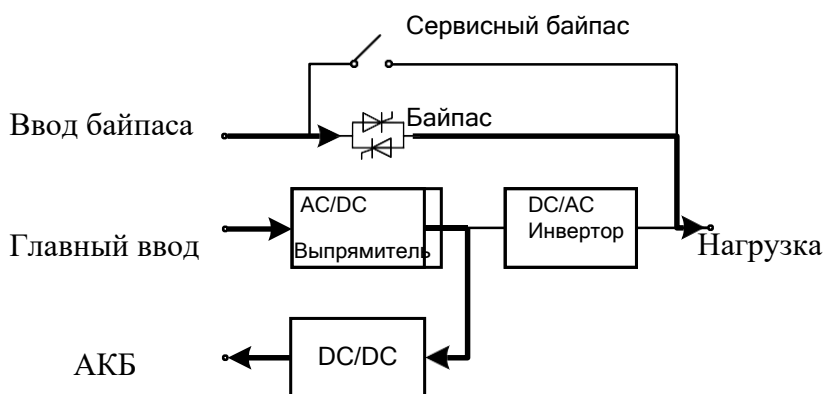 Сервисный байпас
Ввод байпаса
Байпас
AC/DC
Выпрямитель
DC/AC
Инвертор
Главный ввод
Нагрузка
DC/DC
АКБ